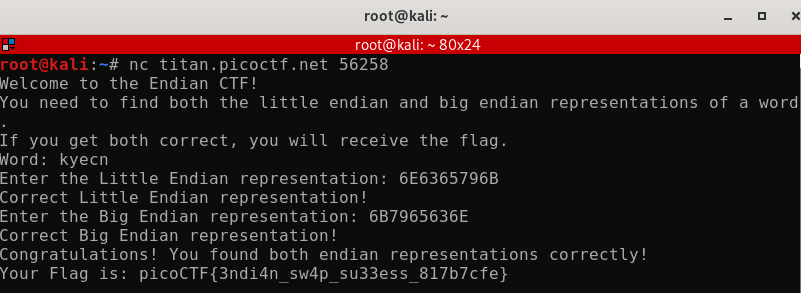 root@kali: ~
root@kali: ~ 80x24
root@kali:~# nc titan.picoctf.net 56258
Welcome to the Endian CTF!
You need to find both the little endian and big endian representations of a word
.
If you get both correct, you will receive the flag.
Word: kyecn
Enter the Little Endian representation: 6E6365796B
Correct Little Endian representation!
Enter the Big Endian representation: 6B7965636E
Correct Big Endian representation!
Congratulations! You found both endian representations correctly!
Your Flag is: picoCTF{3ndi4n_sw4p_su33ess_817b7cfe}